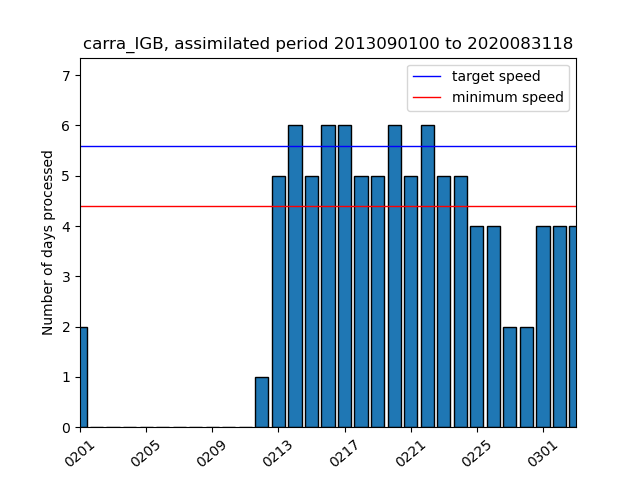 carra_IGB, assimilated period 2013090100 to 2020083118
target speed
minimum speed
Number of days processed
7
6
5
4
3
2
1
0
0201 0205 0209 0213 0217 0221 0225 0301